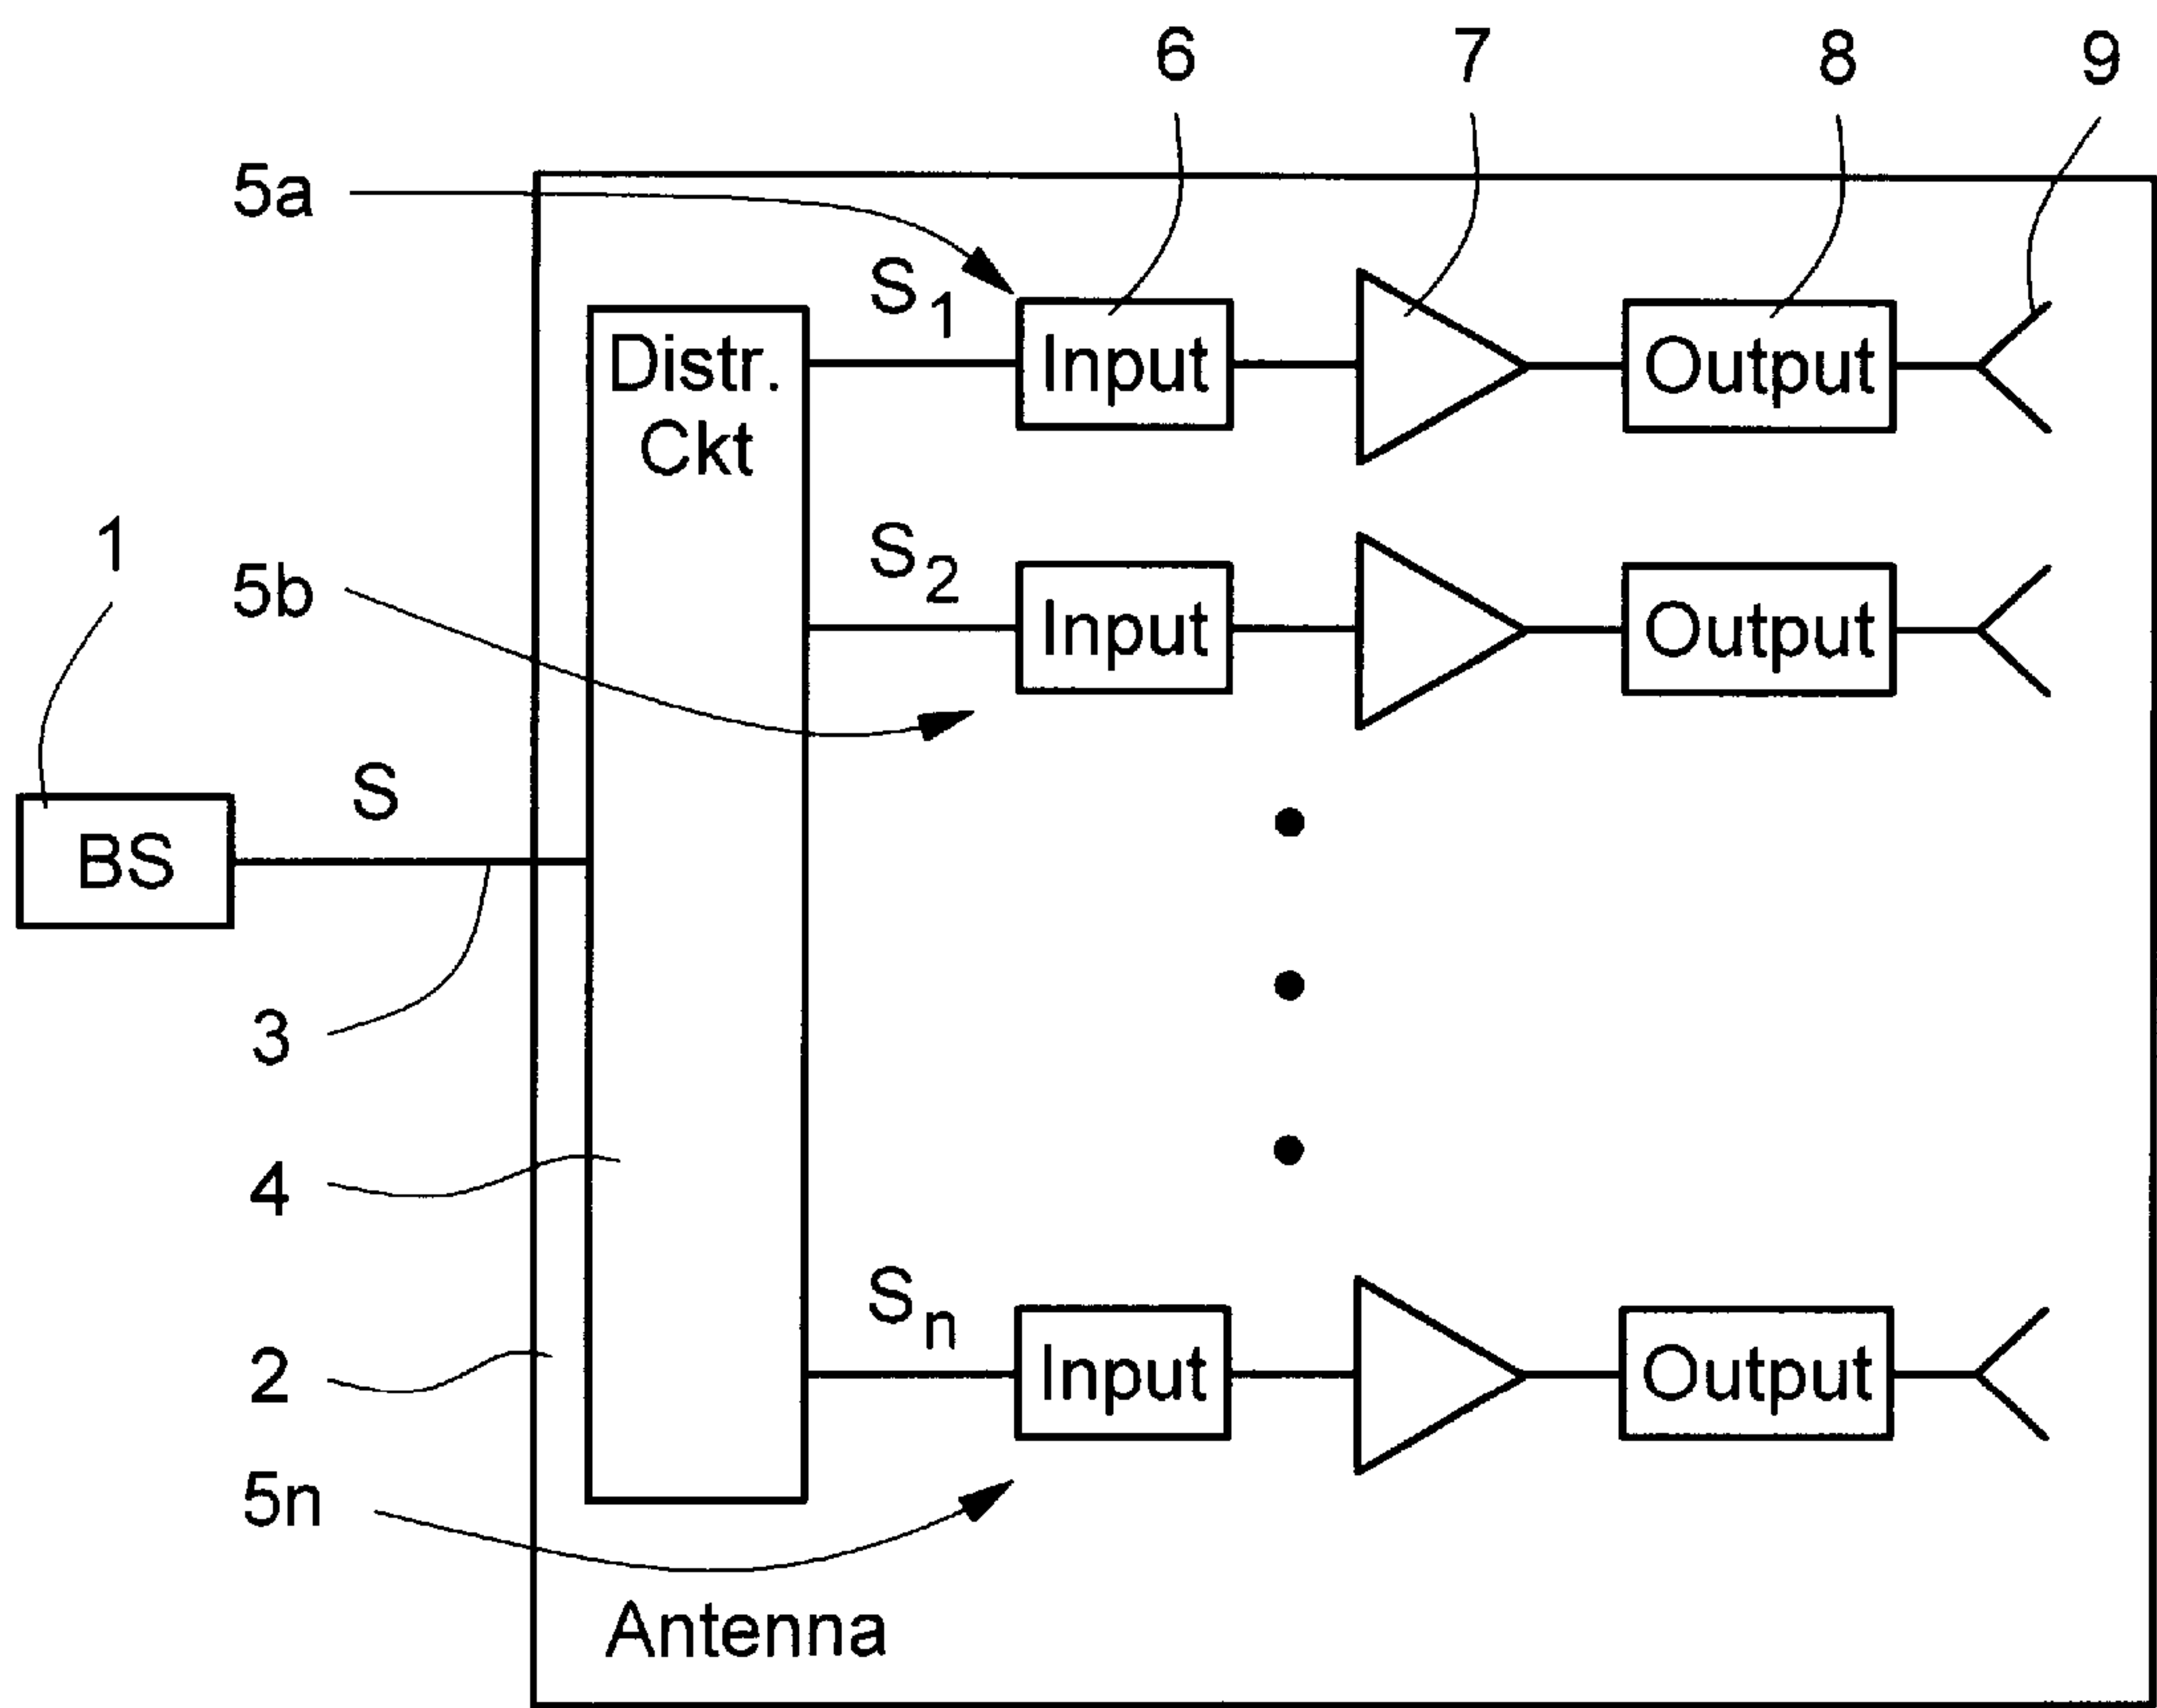 6 7 8 9
5a
S1
Distr.
Ckt
Input
Output
1
5b
S2
Input
Output
S
BS
3
4
Sn
2
Input
Output
5n
Antenna